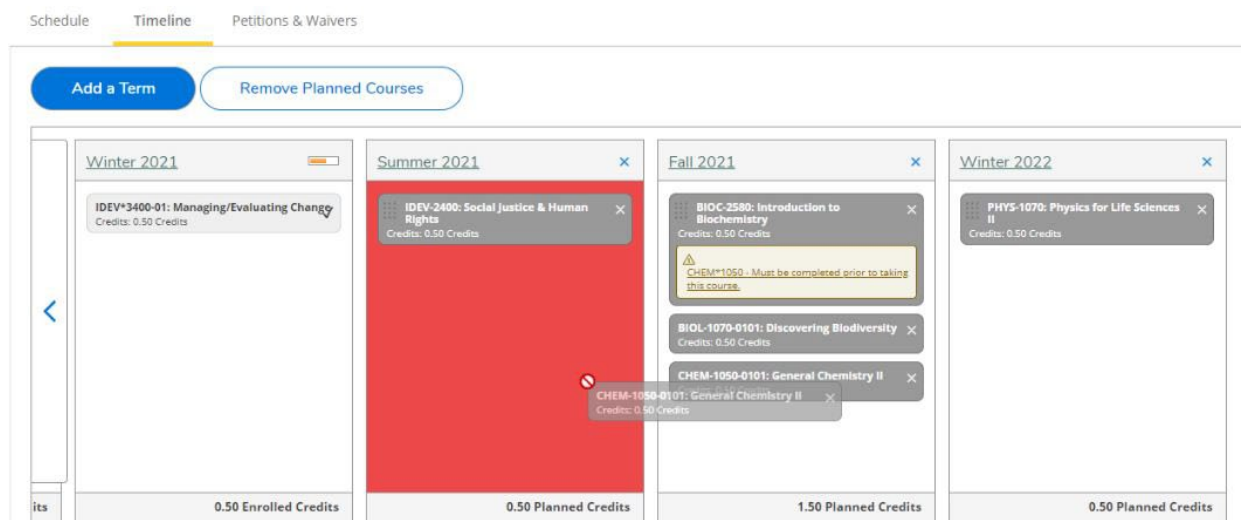 Schedule Timeline Petitions & Waivers
Add a Term Remove Planned Courses
its
Winter 2021
IDEV*3400-01: Managing/Evaluating Change
Credits: 0.50 Credits
0.50 Enrolled Credits
Summer 2021
IDEV-2400: Social Justice & Human
Rights
Credits: 0.50 Credits
0.50 Planned Credits
Fall 2021
BIOC-2580: Introduction to
Biochemistry
Credits: 0.50 Credits
CHEM*1050 - Must be completed prior to taking
this course.
BIOL-1070-0101: Discovering Biodiversity
Credits: 0.50 Credits
CHEM-1050-0101: General Chemistry II
CHEM-1050-0101: General Chemistry II
Credits: 0.50 Credits
1.50 Planned Credits
Winter 2022
PHYS-1070: Physics for Life Sciences
II
Credits: 0.50 Credits
0.50 Planned Credits